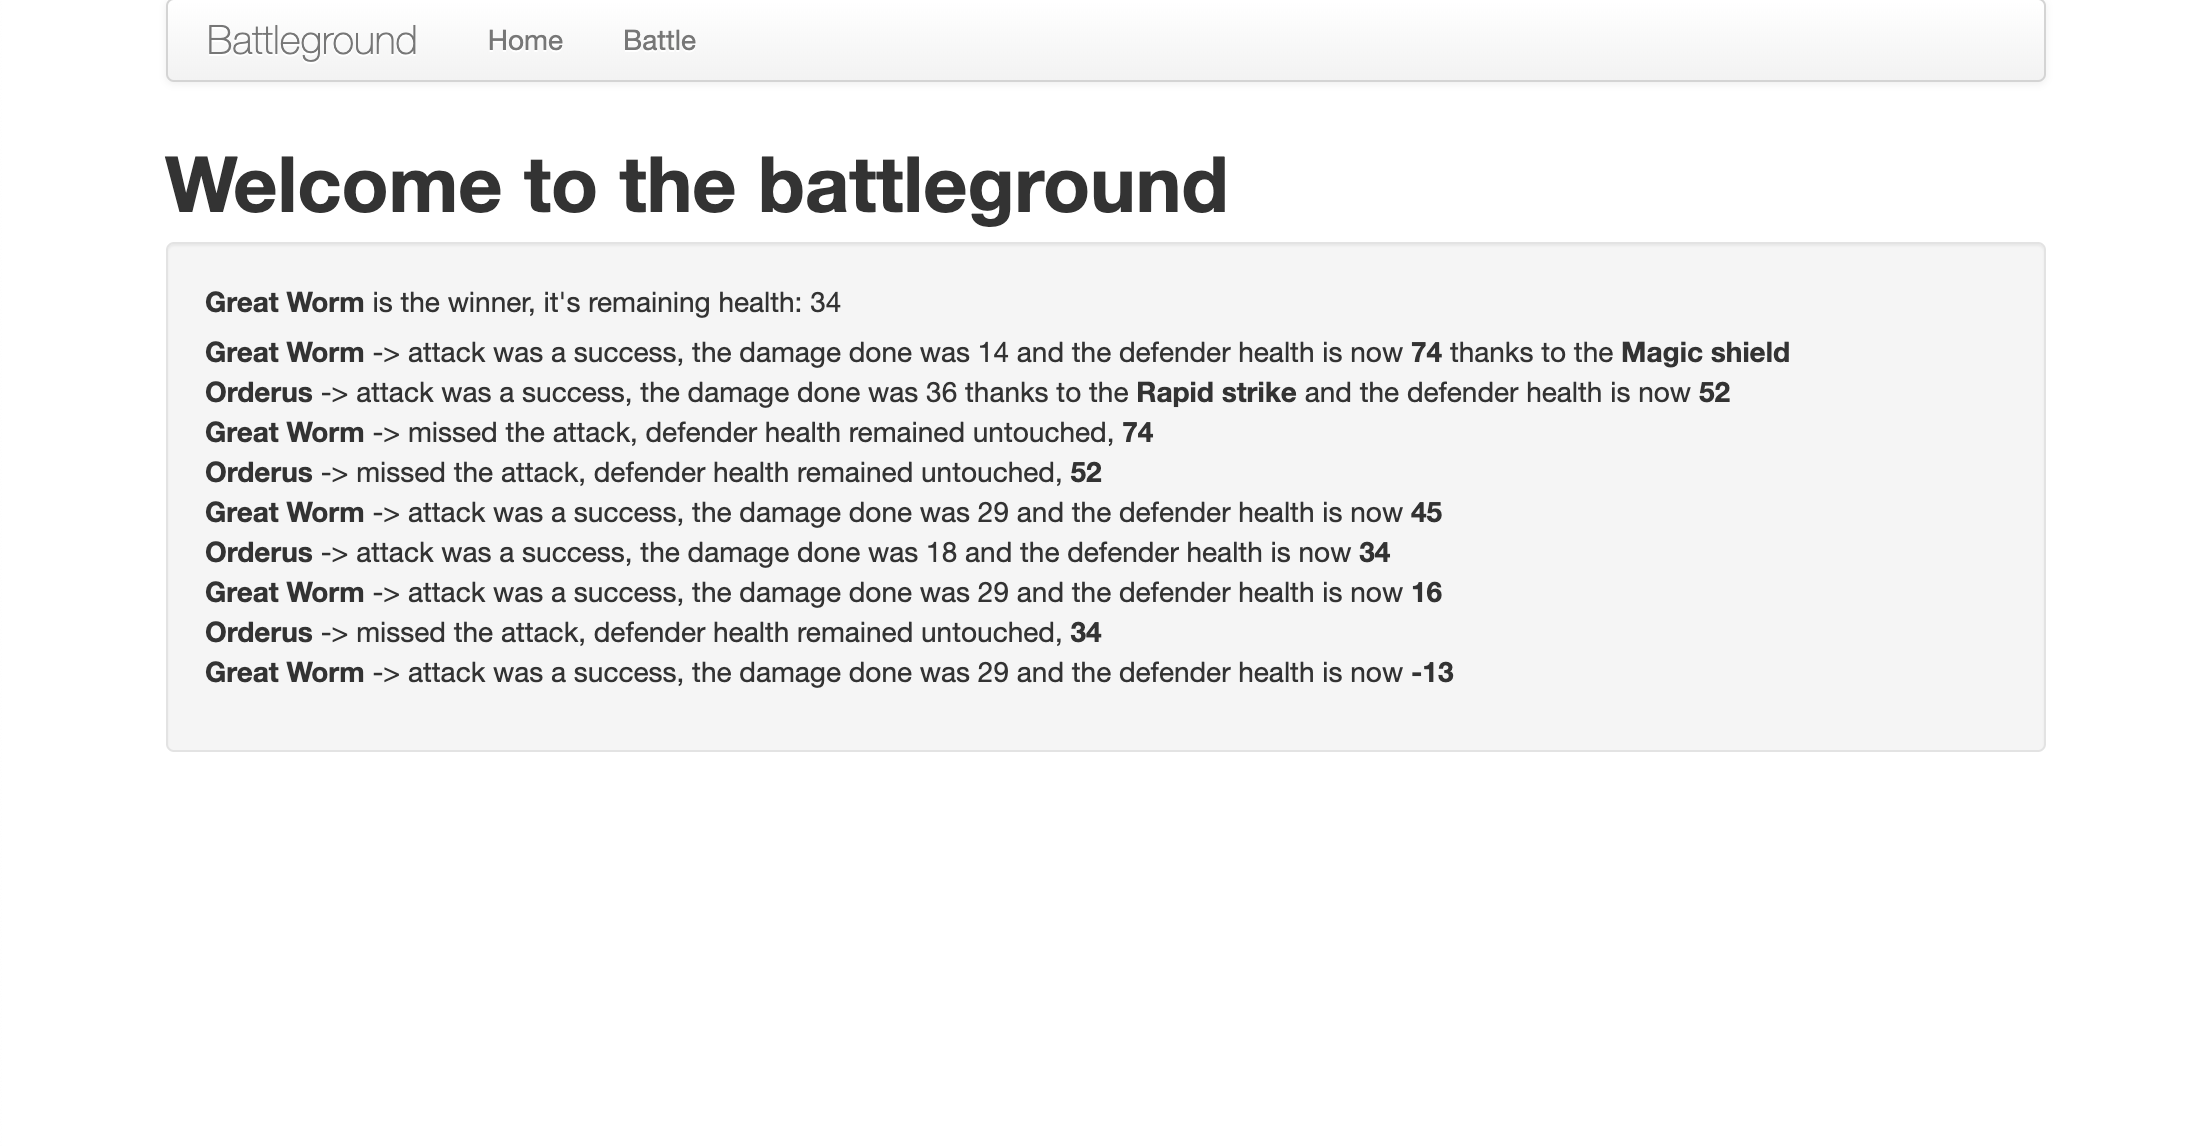 Battleground Home Battle
Welcome to the battleground
Great Worm is the winner, it's remaining health: 34
Great Worm -> attack was a success, the damage done was 14 and the defender health is now 74 thanks to the Magic shield
Orderus -> attack was a success, the damage done was 36 thanks to the Rapid strike and the defender health is now 52
Great Worm -> missed the attack, defender health remained untouched, 74
Orderus -> missed the attack, defender health remained untouched, 52
Great Worm -> attack was a success, the damage done was 29 and the defender health is now 45
Orderus -> attack was a success, the damage done was 18 and the defender health is now 34
Great Worm -> attack was a success, the damage done was 29 and the defender health is now 16
Orderus -> missed the attack, defender health remained untouched, 34
Great Worm -> attack was a success, the damage done was 29 and the defender health is now -13